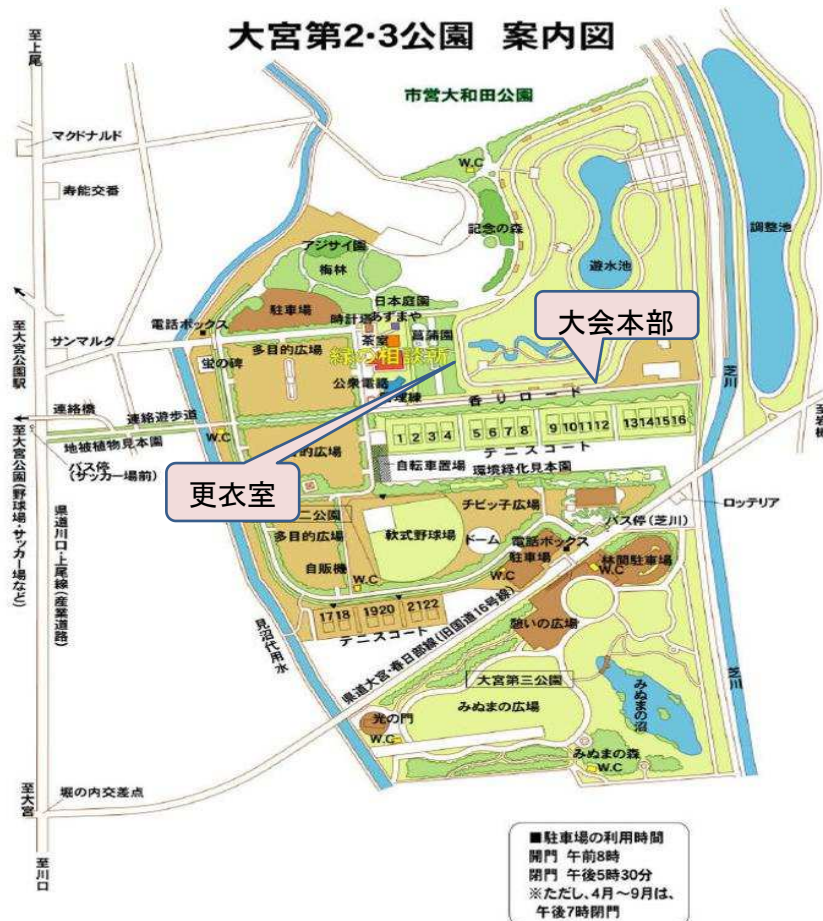 大宮第2・3公園 案内図
至上尾
市営大和田公園
マクドナルド
W.C
寿能交番
記念の森
調整池
アジサイ園
梅林
遊水池
日本庭園
駐車場
時計塔
あずまや
大会本部
電話ボックス
茶室
菖蒲園
至大宮公園駅
サンマルク
多目的広場
緑の相談所
蛍の碑
公衆電話
芝川
香りロード
連絡橋
連絡遊歩道
地被植物見本園
W.C
1 2 3 4
5 6 7 8
9 10 11 12
13 14 15 16
至岩槻
テニスコート
バス停
(サッカー場前)
至大宮公園(野球場・サッカー場など)
更衣室
自転車置場
環境緑化見本園
ロッテリア
県道川口・上尾線(産業道路)
チビッ子広場
バス停(芝川)
二公園
多目的広場
軟式野球場
ドーム
電話ボックス
駐車場
林間駐車場
自販機
W.C
W.C
W.C
17 18
19 20
21 22
テニスコート
憩いの広場
見沼代用水
県道大宮・春日部線(旧国道16号線)
大宮第三公園
みぬまの広場
みぬまの沼
芝川
光の門
W.C
みぬまの森
W.C
至大宮
堀の内交差点
至川口
■駐車場の利用時間
開門 午前8時
閉門 午後5時30分
※ただし、4月〜9月は、
午後7時閉門